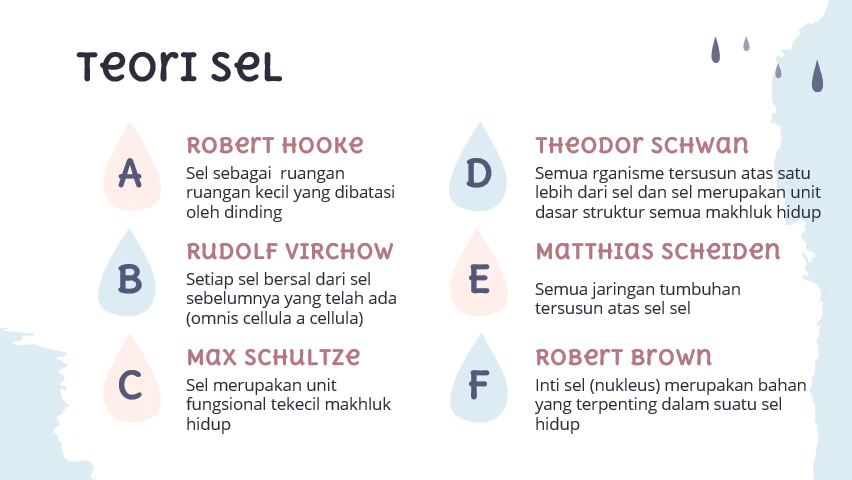 Teori Sel
A
Robert Hooke
Sel sebagai ruangan
ruangan kecil yang dibatasi
oleh dinding
B
Rudolf Virchow
Setiap sel bersal dari sel
sebelumnya yang telah ada
(omnis cellula a cellula)
C
Max Schultze
Sel merupakan unit
fungsional tekecil makhluk
hidup
D
Theodor Schwan
Semua rganisme tersusun atas satu
lebih dari sel dan sel merupakan unit
dasar struktur semua makhluk hidup
E
Matthias Scheiden
Semua jaringan tumbuhan
tersusun atas sel sel
F
Robert Brown
Inti sel (nukleus) merupakan bahan
yang terpenting dalam suatu sel
hidup